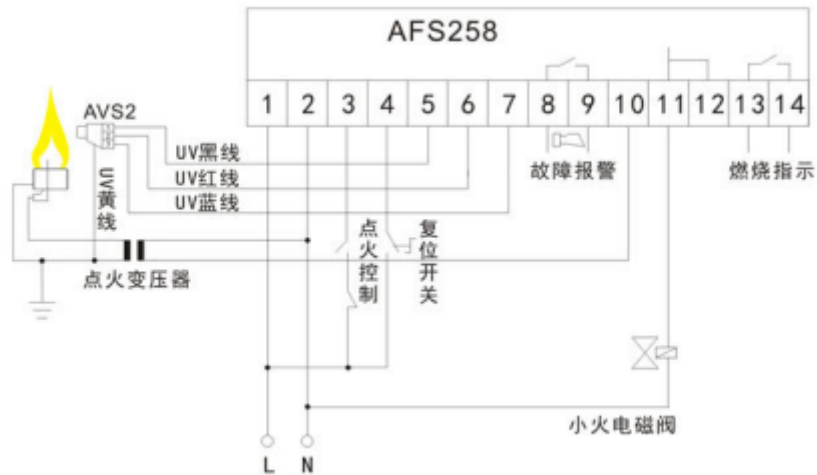 AFS258
1 2 3 4 5 6 7 8 9 10 11 12 13 14
AVS2
UV黑线
UV红线
UV蓝线
UV黄线
故障报警
燃烧指示
点火控制
复位开关
点火变压器
小火电磁阀
L N